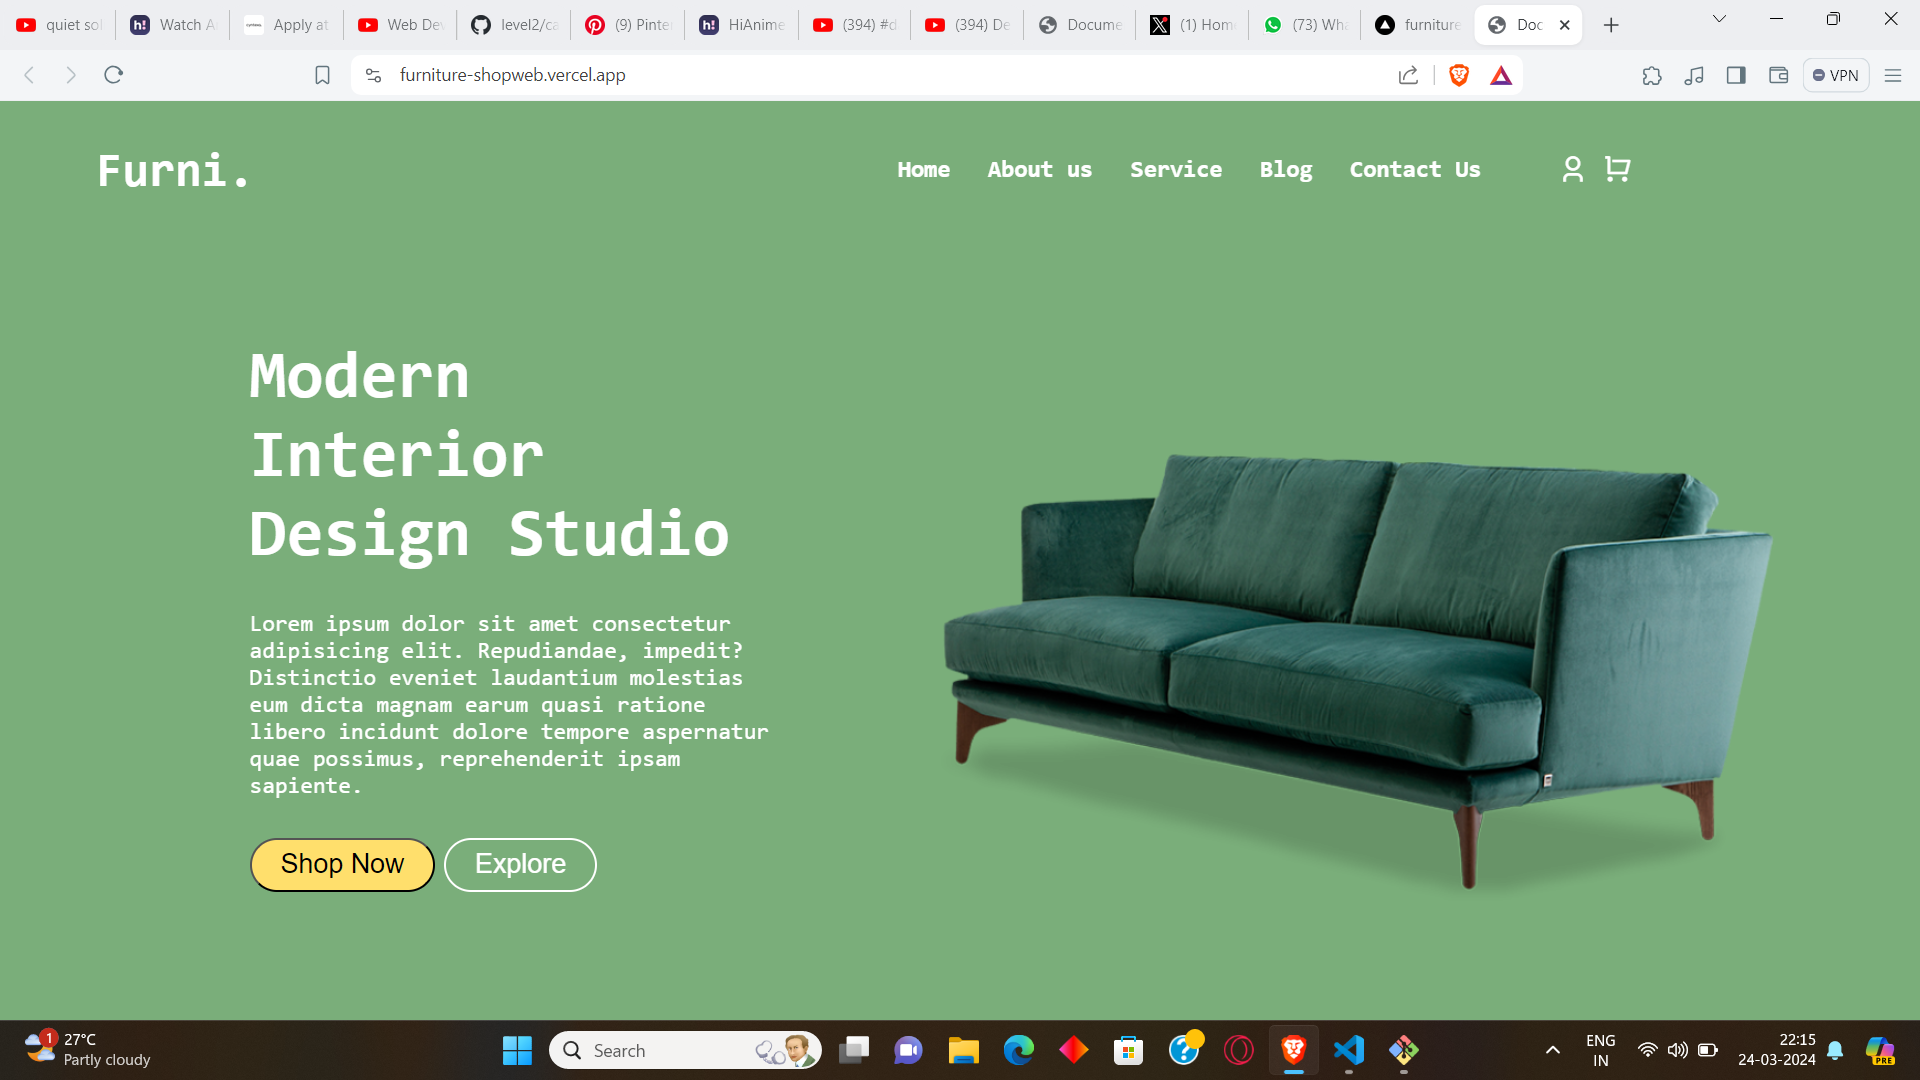 quiet sol
Watch A
Apply at
Web Dev
level2/ca
(9) Pinte
HiAnime
(394) #d
(394) De
Docume
(1) Hom
(73) Wha
furniture
Doc
furniture-shopweb.vercel.app
VPN
Furni.
Home About us Service Blog Contact Us
Modern
Interior
Design Studio
Lorem ipsum dolor sit amet consectetur
adipisicing elit. Repudiandae, impedit?
Distinctio eveniet laudantium molestias
eum dicta magnam earum quasi ratione
libero incidunt dolore tempore aspernatur
quae possimus, reprehenderit ipsam
sapiente.
Shop Now Explore
1
27°C
Partly cloudy
Search
ENG
IN
22:15
24-03-2024
PRE